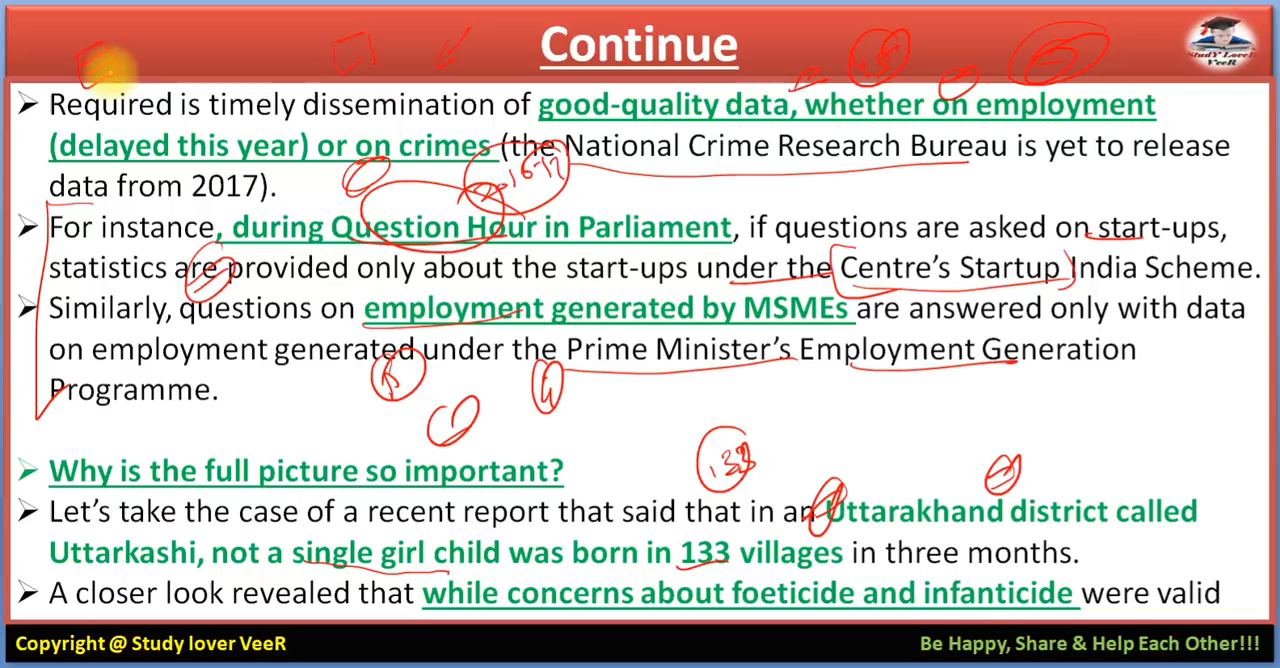 Continue
StudY LoveR
VeeR
➢ Required is timely dissemination of good-quality data, whether on employment
(delayed this year) or on crimes (the National Crime Research Bureau is yet to release
data from 2017).
➢ For instance, during Question Hour in Parliament, if questions are asked on start-ups,
statistics are provided only about the start-ups under the Centre's Startup India Scheme.
➢ Similarly, questions on employment generated by MSMEs are answered only with data
on employment generated under the Prime Minister's Employment Generation
Programme.
➢ Why is the full picture so important?
133
➢ Let's take the case of a recent report that said that in an Uttarakhand district called
Uttarkashi, not a single girl child was born in 133 villages in three months.
➢ A closer look revealed that while concerns about foeticide and infanticide were valid
Copyright @ Study lover VeeR
Be Happy, Share & Help Each Other!!!